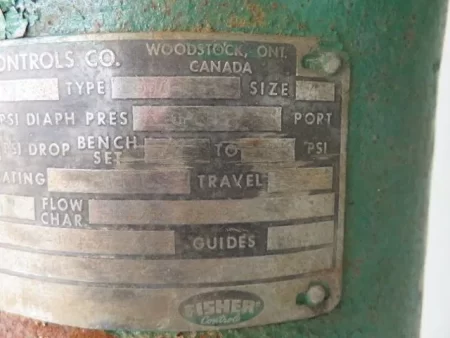 ONTROLS CO. WOODSTOCK, ONT.
CANADA
TYPE SIZE
PSI DIAPH PRES PORT
PSI DROP BENCH SET TO PSI
ATING TRAVEL
FLOW CHAR.
GUIDES
FISHER
Controls